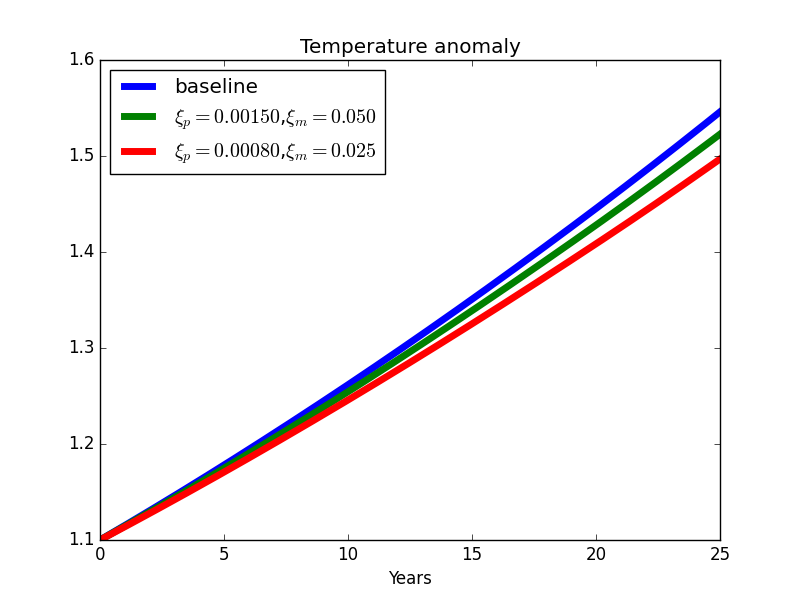 Temperature anomaly
1.6
baseline
ξ_p = 0.00150,ξ_m = 0.050
ξ_p = 0.00080,ξ_m = 0.025
1.5
1.4
1.3
1.2
1.1
0 5 10 15 20 25
Years